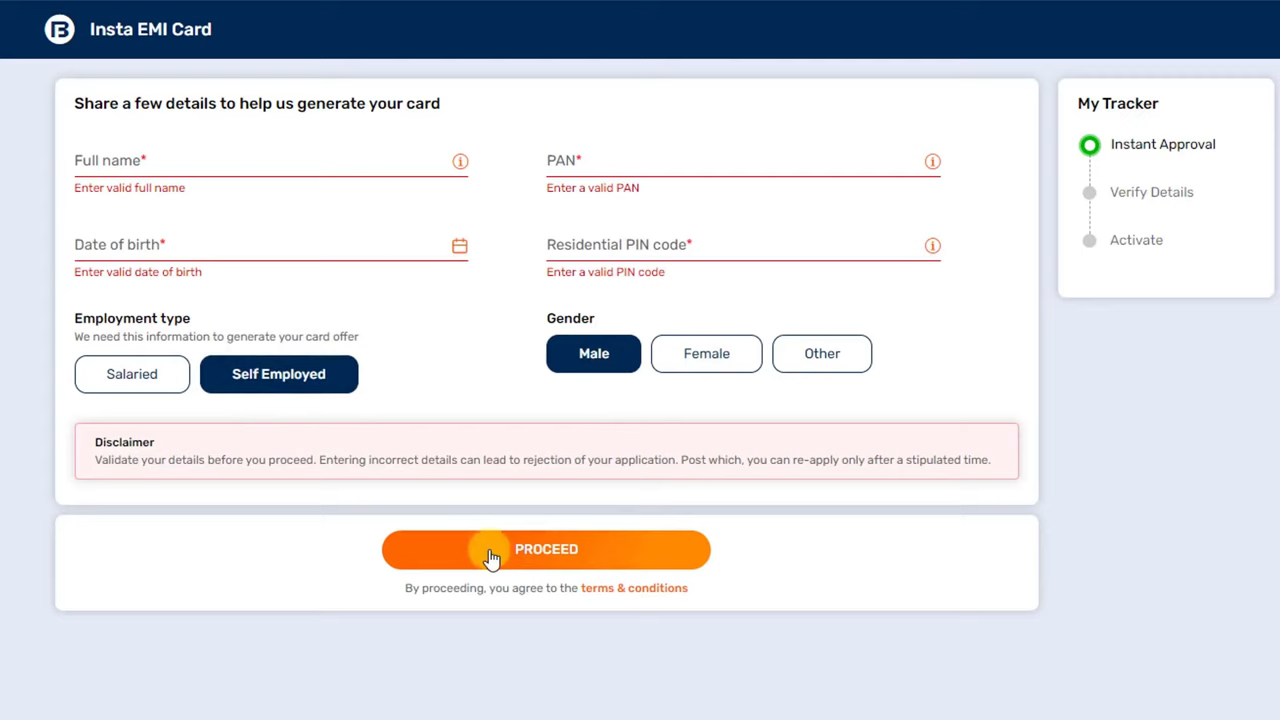 Insta EMI Card
Share a few details to help us generate your card
Full name*
Enter valid full name
PAN*
Enter a valid PAN
Date of birth*
Enter valid date of birth
Residential PIN code*
Enter a valid PIN code
Employment type
We need this information to generate your card offer
Salaried
Self Employed
Gender
Male
Female
Other
Disclaimer
Validate your details before you proceed. Entering incorrect details can lead to rejection of your application. Post which, you can re-apply only after a stipulated time.
PROCEED
By proceeding, you agree to the terms & conditions
My Tracker
Instant Approval
Verify Details
Activate